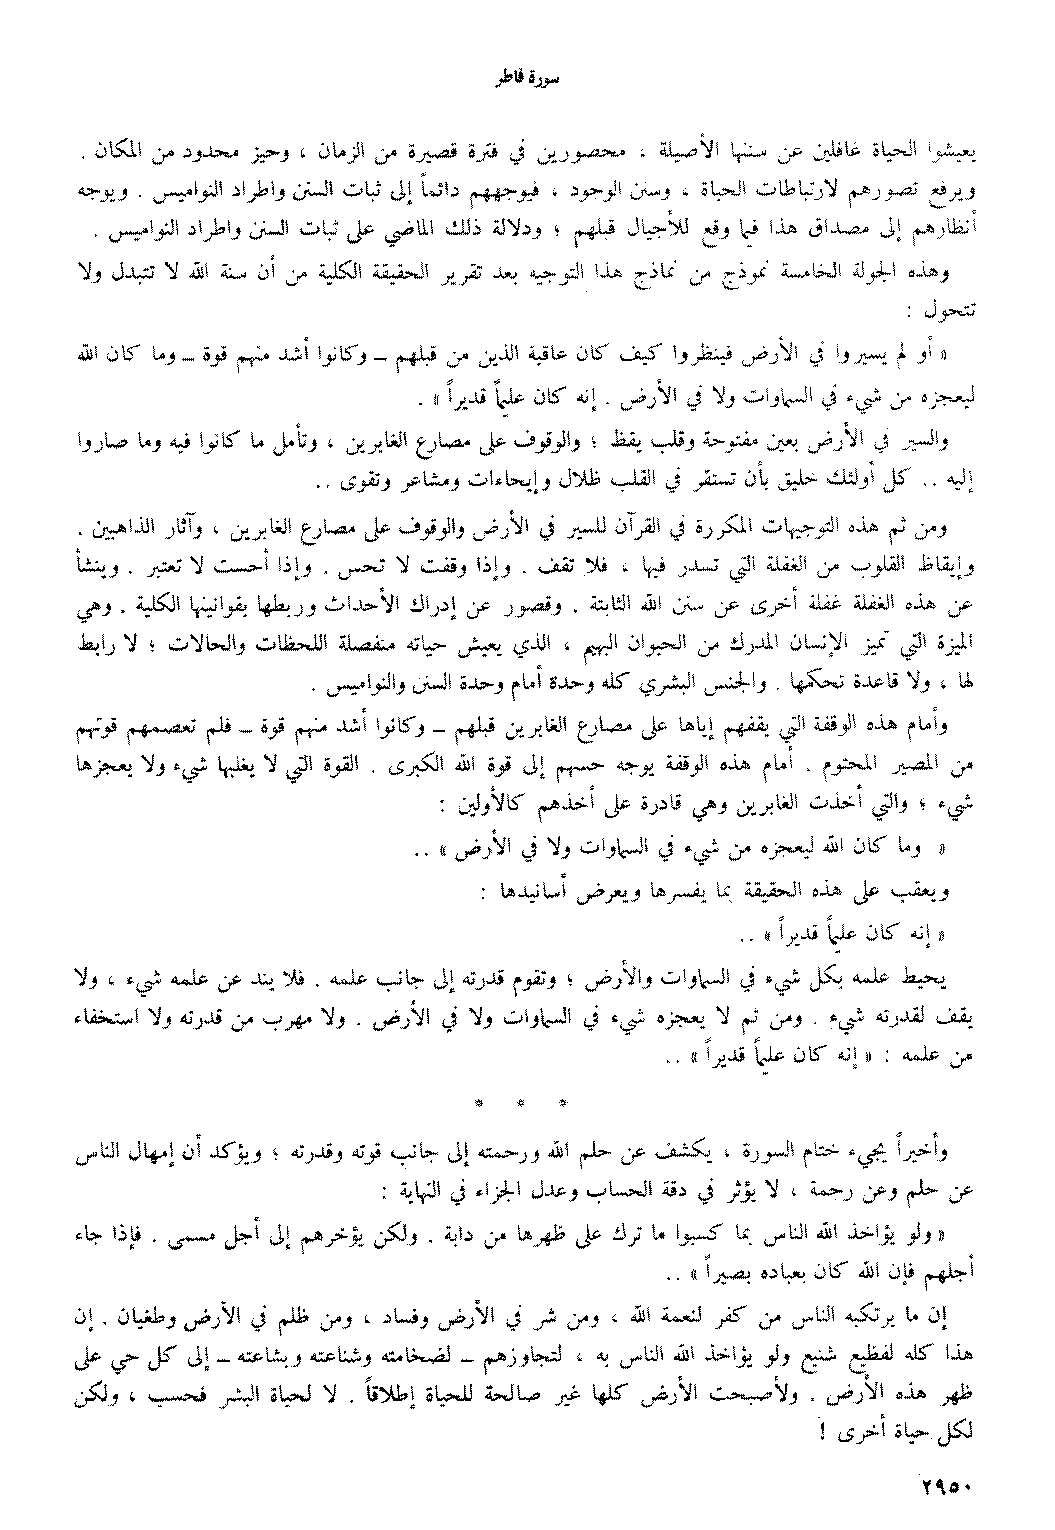 سورة فاطر
يعيشوا الحياة غافلين عن سننها الأصيلة ، محصورين في فترة قصيرة من الزمان ، وحيز محدود من المكان .
ويرفع تصورهم لارتباطات الحياة ، وسنن الوجود ، فيوجههم دائماً إلى ثبات السنن واطراد النواميس . ويوجه
أنظارهم إلى مصداق هذا فيما وقع للأجيال قبلهم ؛ ودلالة ذلك الماضي على ثبات السنن واطراد النواميس .
وهذه الجولة الخامسة نموذج من نماذج هذا التوجيه بعد تقرير الحقيقة الكلية من أن سنة الله لا تتبدل ولا
تتحول :
« أو لم يسيروا في الأرض فينظروا كيف كان عاقبة الذين من قبلهم – وكانوا أشد منهم قوة – وما كان الله
ليعجزه من شيء في السماوات ولا في الأرض . إنه كان عليماً قديراً » .
والسير في الأرض بعين مفتوحة وقلب يقظ ؛ والوقوف على مصارع الغابرين ، وتأمل ما كانوا فيه وما صاروا
إليه .. كل أولئك خليق بأن تستقر في القلب ظلال وإيحاءات ومشاعر وتقوى ..
ومن ثم هذه التوجيهات المكررة في القرآن للسير في الأرض والوقوف على مصارع الغابرين ، وآثار الذاهبين .
وإيقاظ القلوب من الغفلة التي تسدر فيها ، فلا تقف . وإذا وقفت لا تحس . وإذا أحست لا تعتبر . وينشأ
عن هذه الغفلة غفلة أخرى عن سنن الله الثابتة . وقصور عن إدراك الأحداث وربطها بقوانينها الكلية . وهي
الميزة التي تميز الإنسان المدرك من الحيوان البهيم ، الذي يعيش حياته منفصلة اللحظات والحالات ؛ لا رابط
لها ، ولا قاعدة تحكمها . والجنس البشري كله وحدة أمام وحدة السنن والنواميس .
وأمام هذه الوقفة التي يقفهم إياها على مصارع الغابرين قبلهم – وكانوا أشد منهم قوة – فلم تعصمهم قوتهم
من المصير المحتوم . أمام هذه الوقفة يوجه حسهم إلى قوة الله الكبرى . القوة التي لا يغلبها شيء ولا يعجزها
شيء ؛ والتي أخذت الغابرين وهي قادرة على أخذهم كالأولين :
« وما كان الله ليعجزه من شيء في السماوات ولا في الأرض » ..
ويعقب على هذه الحقيقة بما يفسرها ويعرض أسانيدها :
« إنه كان عليماً قديراً » ..
يحيط علمه بكل شيء في السماوات والأرض ؛ وتقوم قدرته إلى جانب علمه . فلا يند عن علمه شيء ، ولا
يقف لقدرته شيء . ومن ثم لا يعجزه شيء في السماوات ولا في الأرض . ولا مهرب من قدرته ولا استخفاء
من علمه : « إنه كان عليماً قديراً » ..
* * *
وأخيراً يجيء ختام السورة ، يكشف عن حلم الله ورحمته إلى جانب قوته وقدرته ؛ ويؤكد أن إمهال الناس
عن حلم وعن رحمة ، لا يؤثر في دقة الحساب وعدل الجزاء في النهاية :
« ولو يؤاخذ الله الناس بما كسبوا ما ترك على ظهرها من دابة . ولكن يؤخرهم إلى أجل مسمى . فإذا جاء
أجلهم فإن الله كان بعباده بصيراً » ..
إن ما يرتكبه الناس من كفر لنعمة الله ، ومن شر في الأرض وفساد ، ومن ظلم في الأرض وطغيان . إن
هذا كله لفظيع شنيع ولو يؤاخذ الله الناس به ، لتجاوزهم – لضخامته وشناعته وبشاعته – إلى كل حي على
ظهر هذه الأرض . ولأصبحت الأرض كلها غير صالحة للحياة إطلاقاً . لا لحياة البشر فحسب ، ولكن
لكل حياة أخرى !
٢٩٥٠